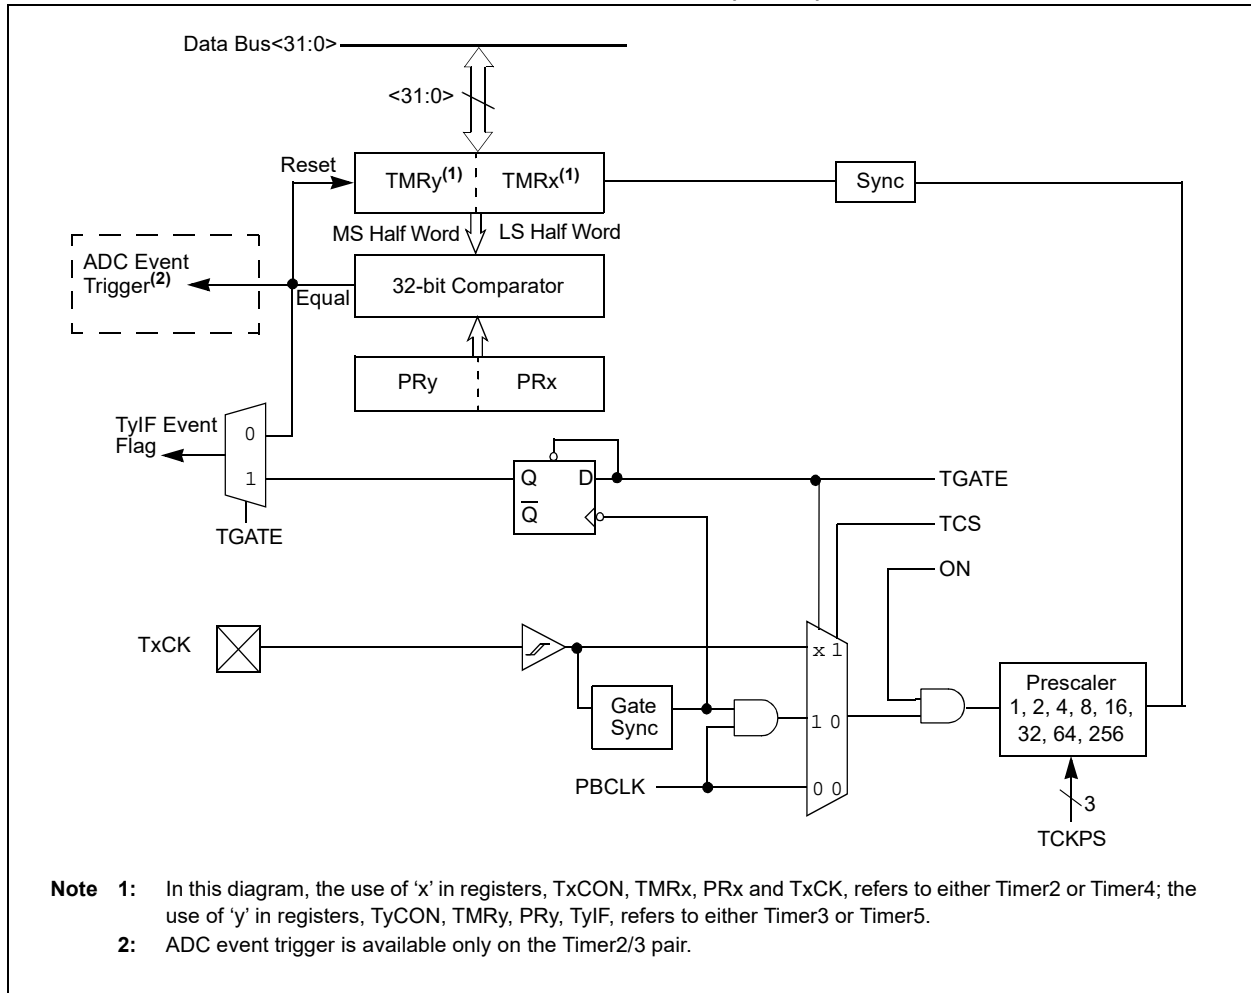 Data Bus<31:0>
<31:0>
Reset
TMRy(1)
TMRx(1)
Sync
MS Half Word
LS Half Word
ADC Event
Trigger(2)
Equal
32-bit Comparator
PRy
PRx
TyIF Event
Flag
0
1
TGATE
Q
D
Q
TGATE
TCS
ON
TxCK
x 1
Gate
Sync
1 0
Prescaler
1, 2, 4, 8, 16,
32, 64, 256
PBCLK
0 0
3
TCKPS
Note 1: In this diagram, the use of ‘x’ in registers, TxCON, TMRx, PRx and TxCK, refers to either Timer2 or Timer4; the
use of ‘y’ in registers, TyCON, TMRy, PRy, TyIF, refers to either Timer3 or Timer5.
2: ADC event trigger is available only on the Timer2/3 pair.